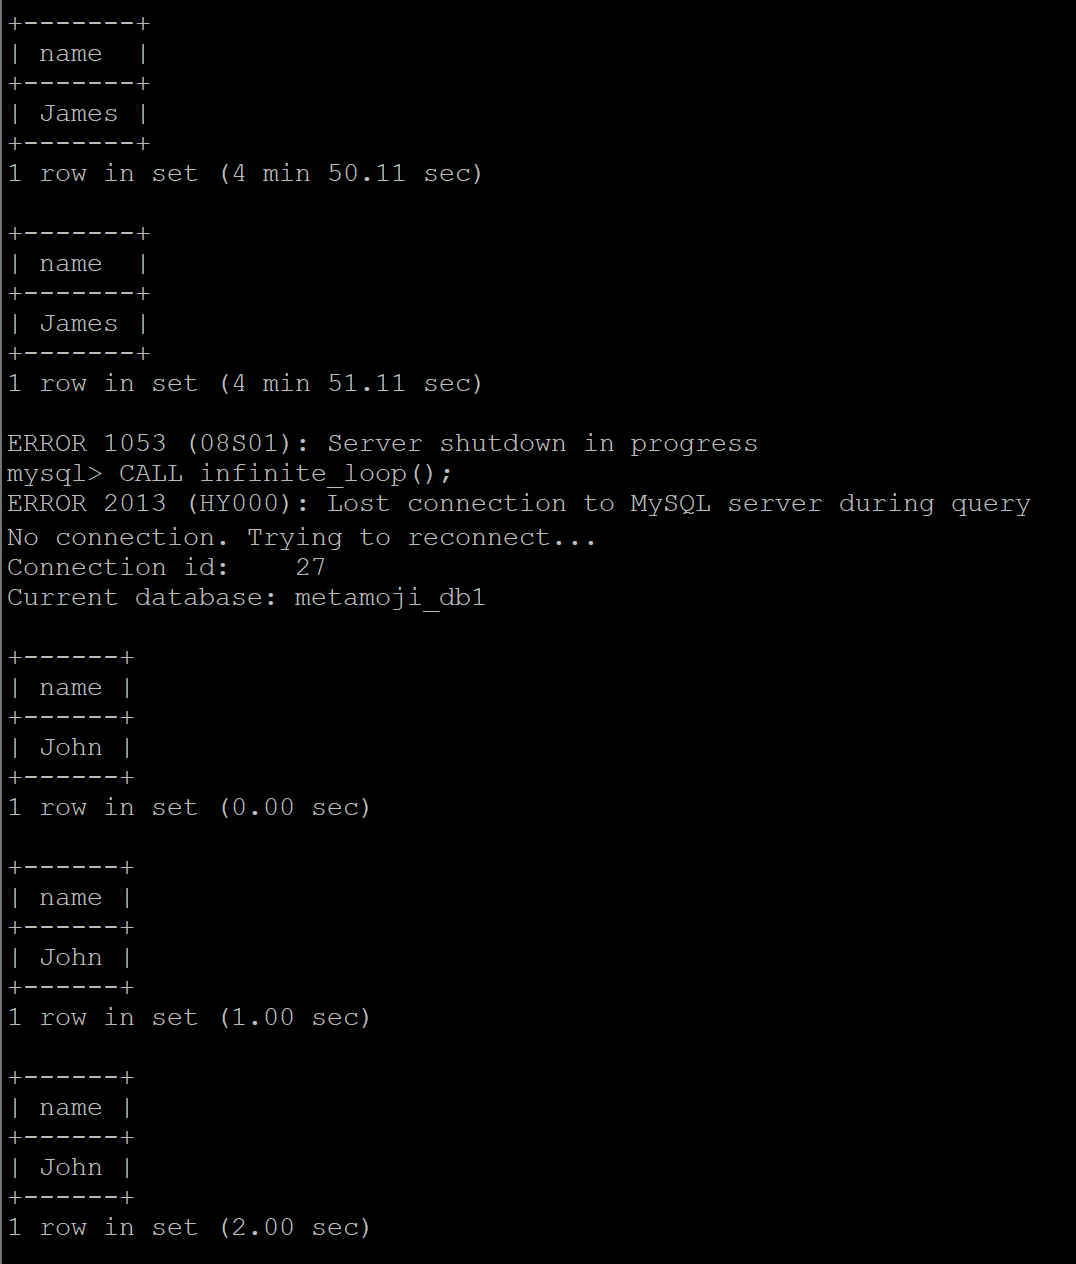 +-------+
| name  |
+-------+
| James |
+-------+
1 row in set (4 min 50.11 sec)

+-------+
| name  |
+-------+
| James |
+-------+
1 row in set (4 min 51.11 sec)

ERROR 1053 (08S01): Server shutdown in progress
mysql> CALL infinite_loop();
ERROR 2013 (HY000): Lost connection to MySQL server during query
No connection. Trying to reconnect...
Connection id:    27
Current database: metamoji_db1

+------+
| name |
+------+
| John |
+------+
1 row in set (0.00 sec)

+------+
| name |
+------+
| John |
+------+
1 row in set (1.00 sec)

+------+
| name |
+------+
| John |
+------+
1 row in set (2.00 sec)